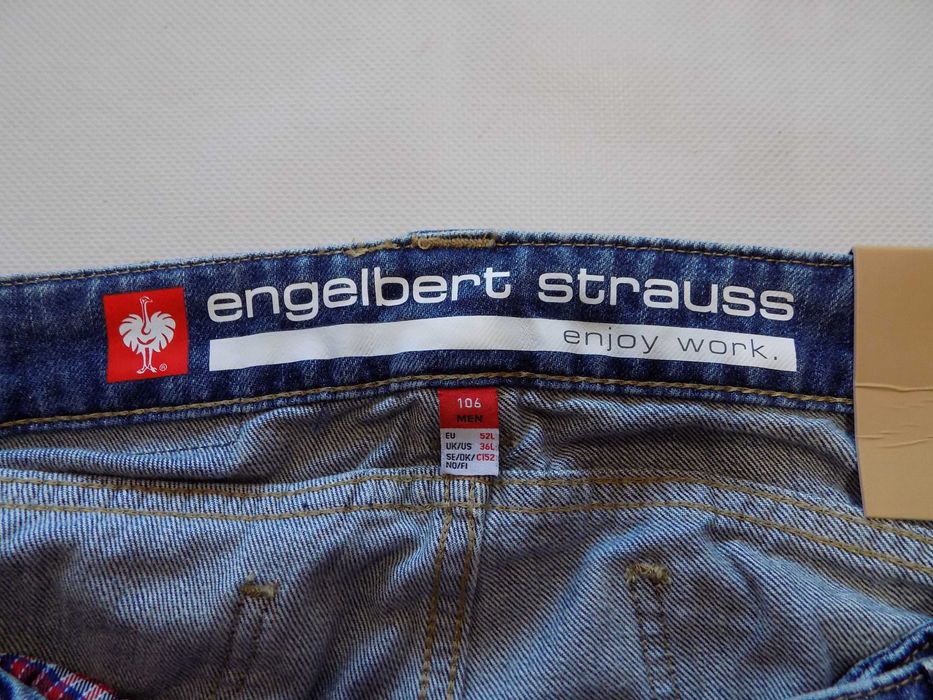 engelbert strauss
enjoy work.
®
106
MEN
EU 52L
UK/US 36L
SE/DK/ C152
NO/FI